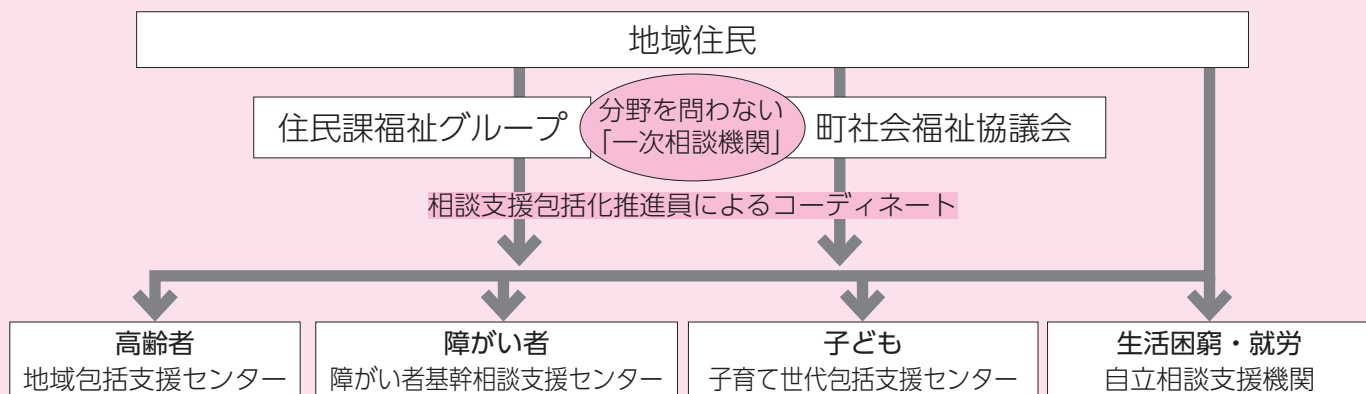 地域住民
住民課福祉グループ
分野を問わない
「一次相談機関」
町社会福祉協議会
相談支援包括化推進員によるコーディネート
高齢者
地域包括支援センター
障がい者
障がい者基幹相談支援センター
子ども
子育て世代包括支援センター
生活困窮・就労
自立相談支援機関